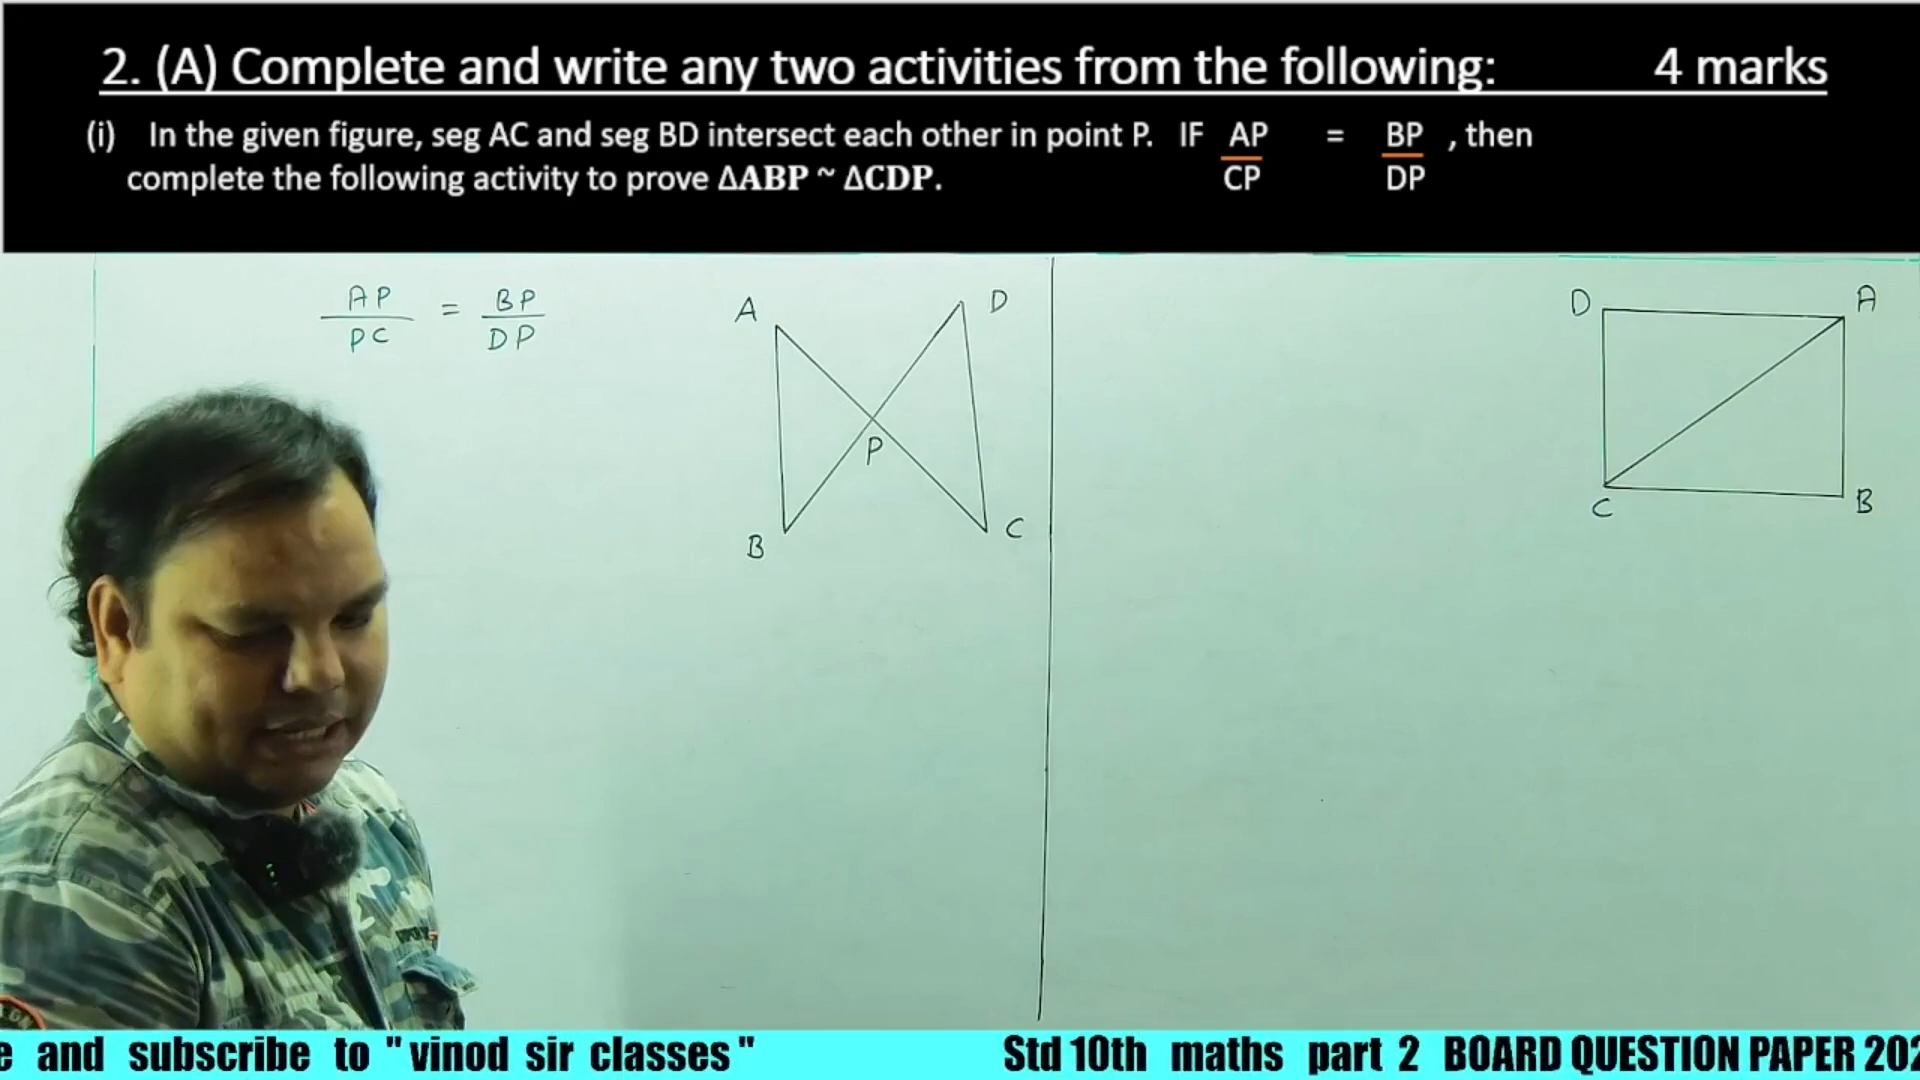 2. (A) Complete and write any two activities from the following: 4 marks
(i) In the given figure, seg AC and seg BD intersect each other in point P. IF AP/CP = BP/DP , then
complete the following activity to prove ΔABP ~ ΔCDP.
AP/PC = BP/DP
A
D
P
B
C
D
A
C
B
and subscribe to "vinod sir classes" Std 10th maths part 2 BOARD QUESTION PAPER